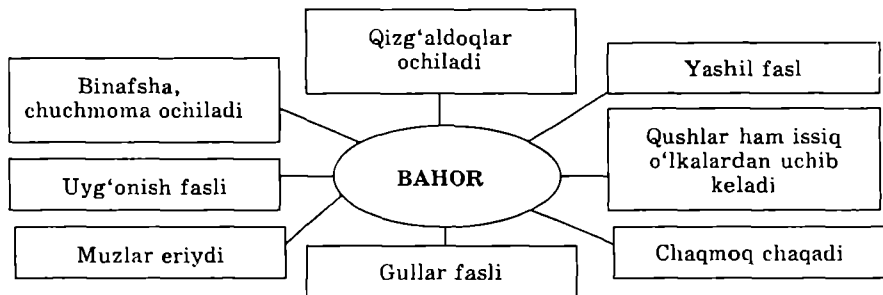 Qizg‘aldoqlar
ochiladi
Binafsha,
chuchmoma ochiladi
Yashil fasl
Uyg‘onish fasli
BAHOR
Qushlar ham issiq
o‘lkalardan uchib
keladi
Muzlar eriydi
Gullar fasli
Chaqmoq chaqadi